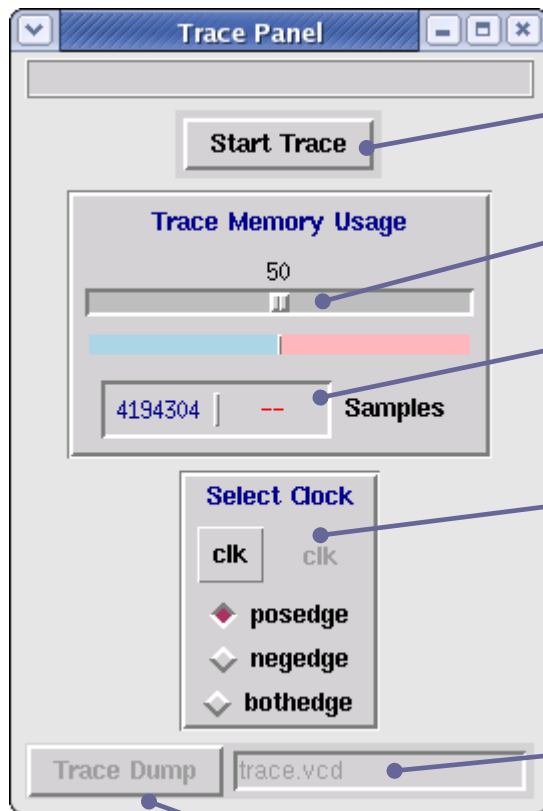 Trace Panel
Start Trace
Trace Memory Usage
50
4194304 -- Samples
Select Clock
clk clk
posedge
negedge
bothedge
Trace Dump trace.vcd